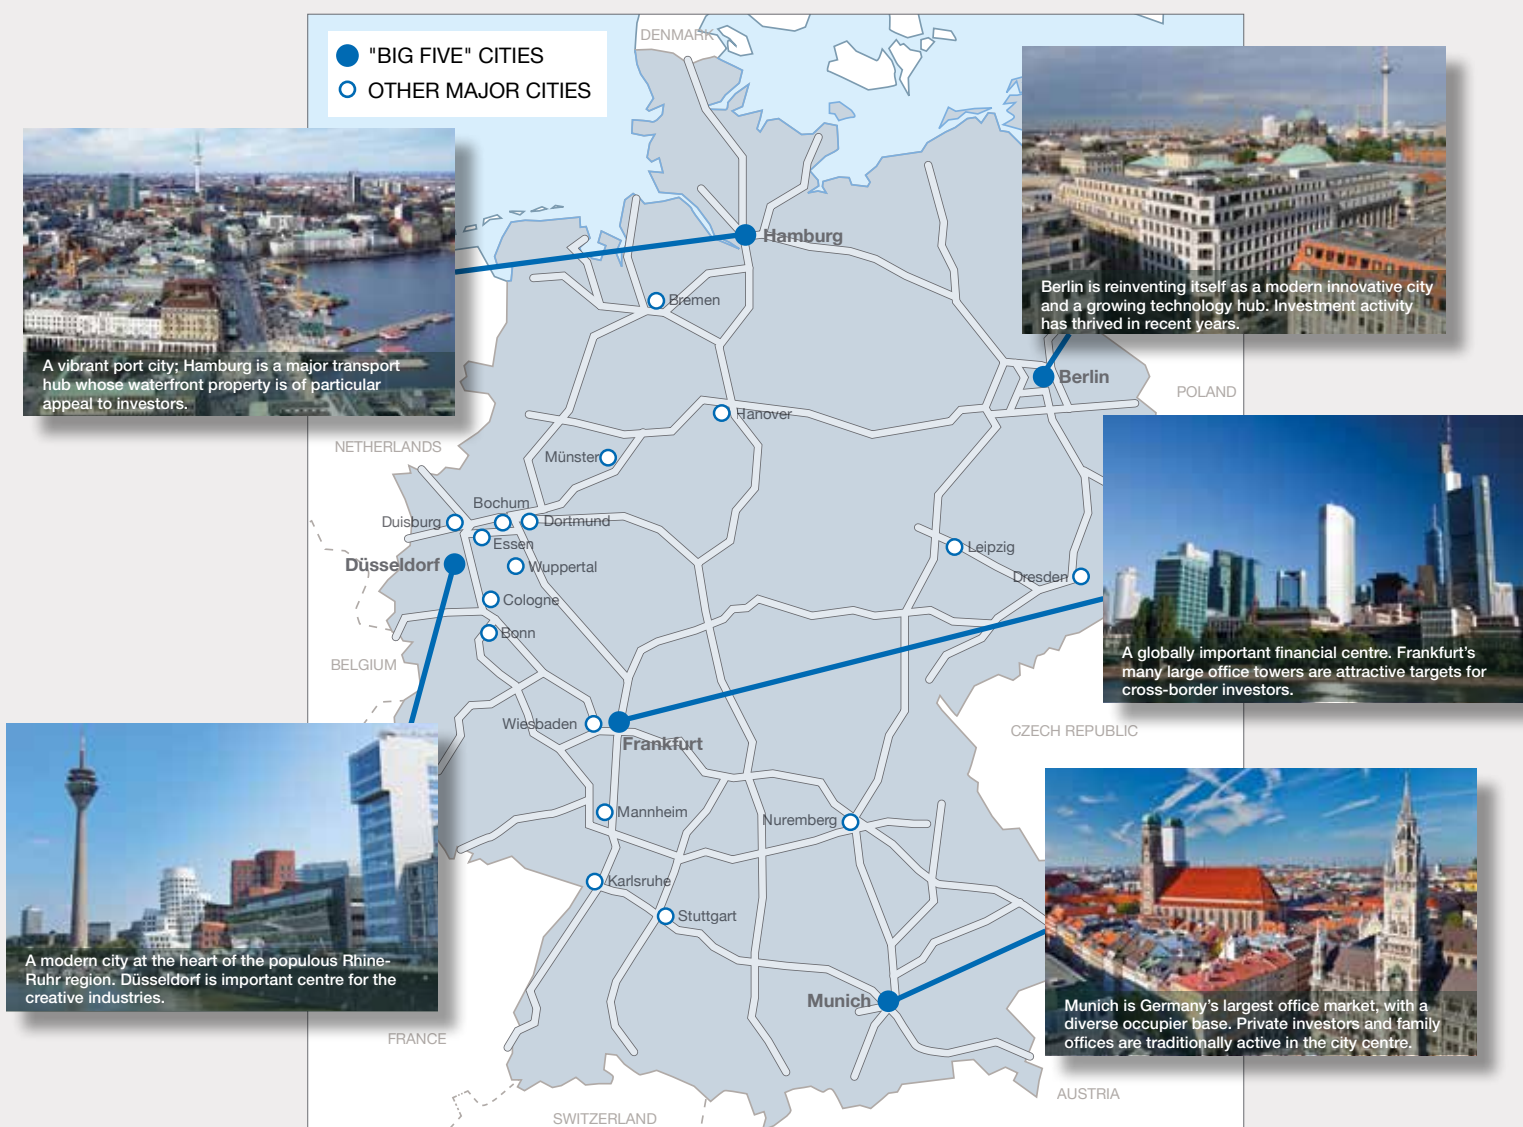 "BIG FIVE" CITIES
OTHER MAJOR CITIES
DENMARK
Hamburg
Bremen
Berlin is reinventing itself as a modern innovative city
and a growing technology hub. Investment activity
has thrived in recent years.
A vibrant port city; Hamburg is a major transport
hub whose waterfront property is of particular
appeal to investors.
Berlin
POLAND
Hanover
NETHERLANDS
Münster
Bochum
Duisburg
Dortmund
Essen
Düsseldorf
Wuppertal
Leipzig
Dresden
Cologne
Bonn
BELGIUM
A globally important financial centre. Frankfurt's
many large office towers are attractive targets for
cross-border investors.
Wiesbaden
Frankfurt
CZECH REPUBLIC
Mannheim
Nuremberg
Karlsruhe
Stuttgart
A modern city at the heart of the populous Rhine-
Ruhr region. Düsseldorf is important centre for the
creative industries.
Munich
Munich is Germany's largest office market, with a
diverse occupier base. Private investors and family
offices are traditionally active in the city centre.
FRANCE
AUSTRIA
SWITZERLAND